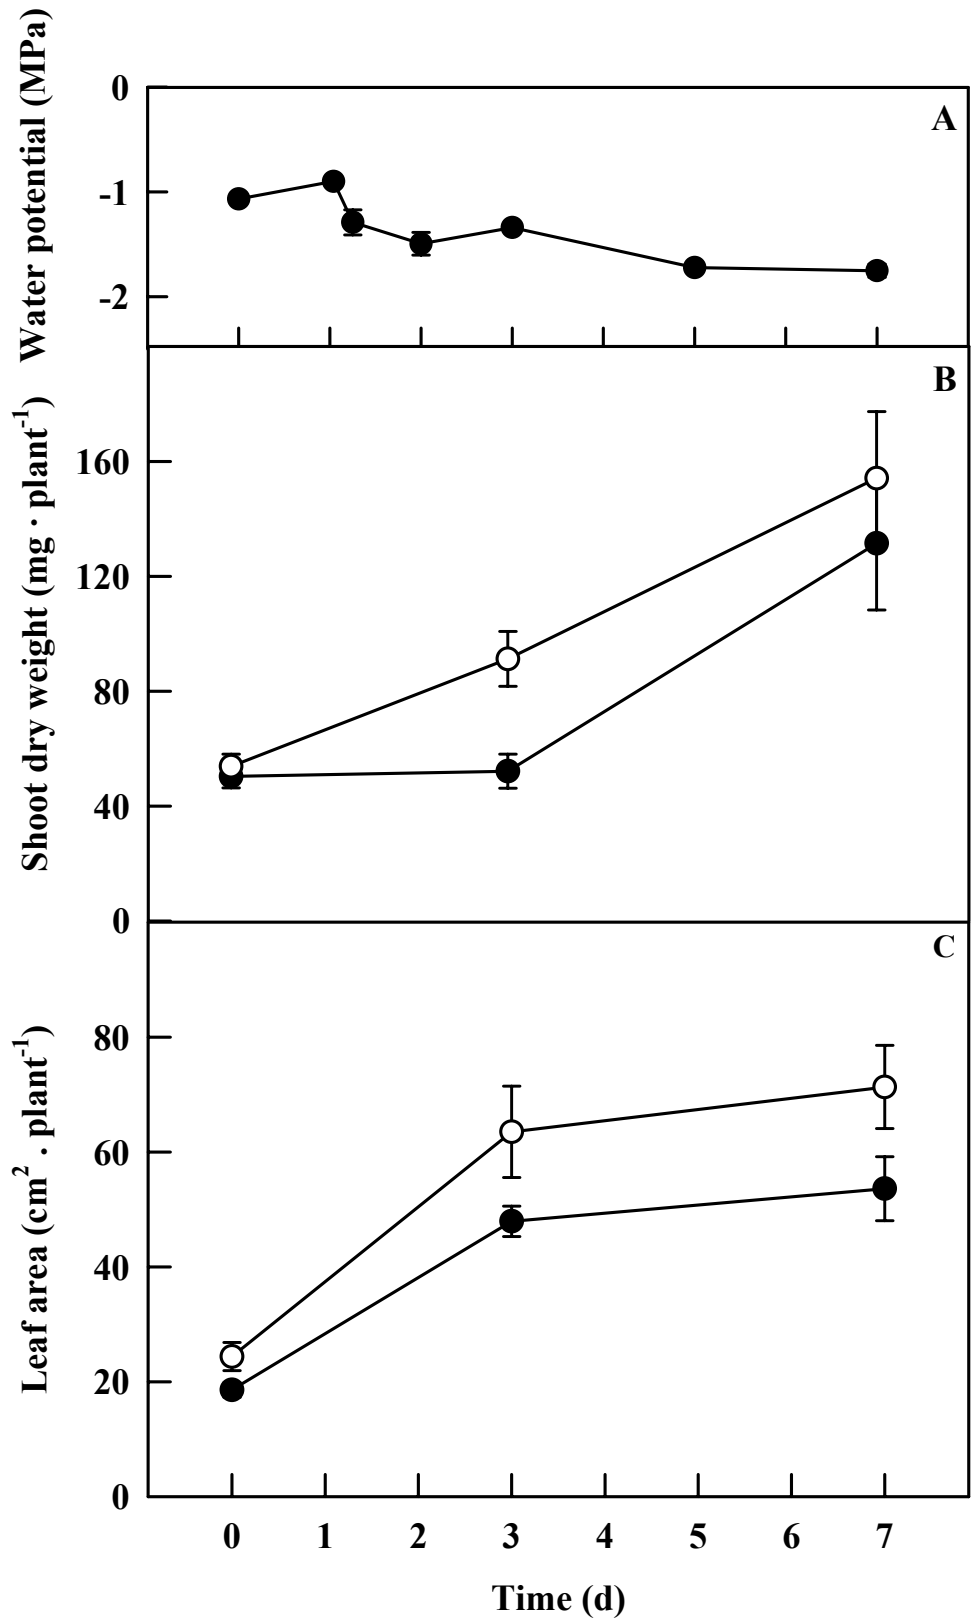 Water potential (MPa)
0
-1
-2
A
Shoot dry weight (mg · plant⁻¹)
160
120
80
40
0
B
Leaf area (cm² . plant⁻¹)
80
60
40
20
0
C
0 1 2 3 4 5 6 7
Time (d)